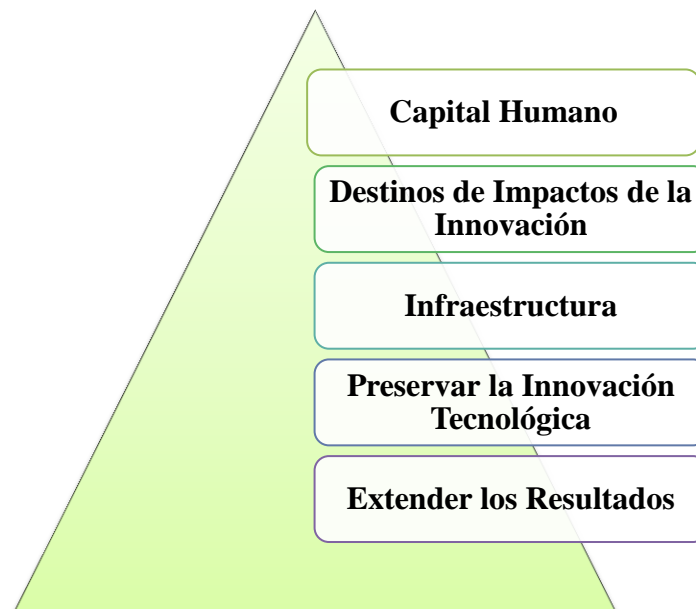 Capital Humano
Destinos de Impactos de la
Innovación
Infraestructura
Preservar la Innovación
Tecnológica
Extender los Resultados